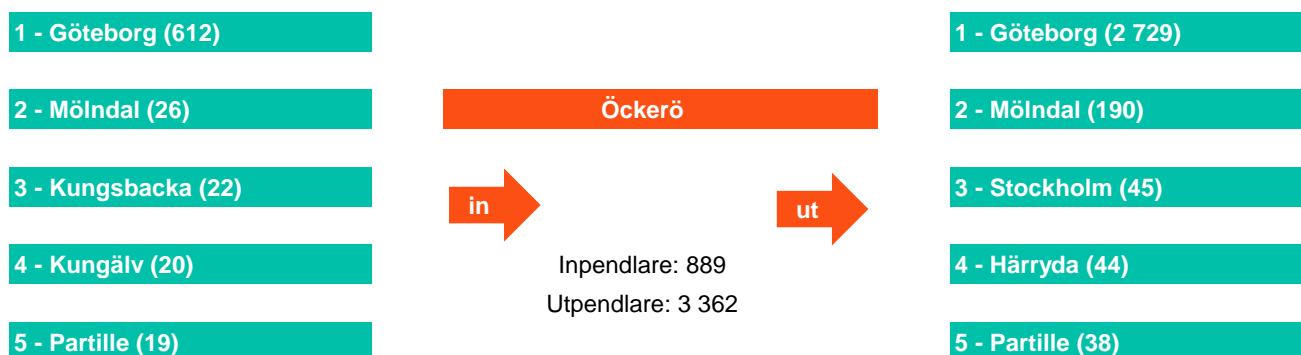 1 - Göteborg (612)
2 - Mölndal (26)
3 - Kungsbacka (22)
4 - Kungälv (20)
5 - Partille (19)
Öckerö
in
ut
Inpendlare: 889
Utpendlare: 3 362
1 - Göteborg (2 729)
2 - Mölndal (190)
3 - Stockholm (45)
4 - Härryda (44)
5 - Partille (38)